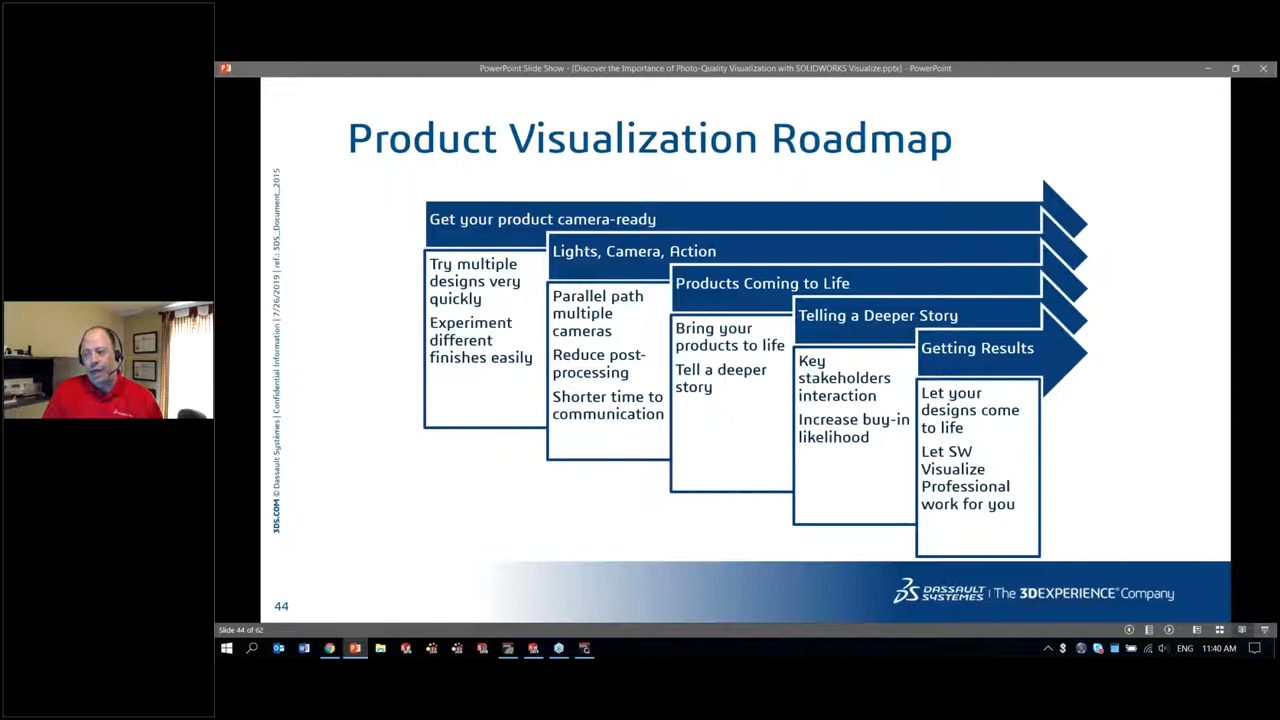 PowerPoint Slide Show - [Discover the Importance of Photo-Quality Visualization with SOLIDWORKS Visualize.pptx] - PowerPoint
Product Visualization Roadmap
Get your product camera-ready
Try multiple
designs very
quickly
Experiment
different
finishes easily
Lights, Camera, Action
Parallel path
multiple
cameras
Reduce post-
processing
Shorter time to
communication
Products Coming to Life
Bring your
products to life
Tell a deeper
story
Telling a Deeper Story
Key
stakeholders
interaction
Increase buy-in
likelihood
Getting Results
Let your
designs come
to life
Let SW
Visualize
Professional
work for you
3DS.COM © Dassault Systèmes | Confidential Information | 7/26/2019 | ref.: 3DS_Document_2015
44
DASSAULT
SYSTEMES | The 3DEXPERIENCE® Company
Slide 44 of 62
ENG
11:40 AM